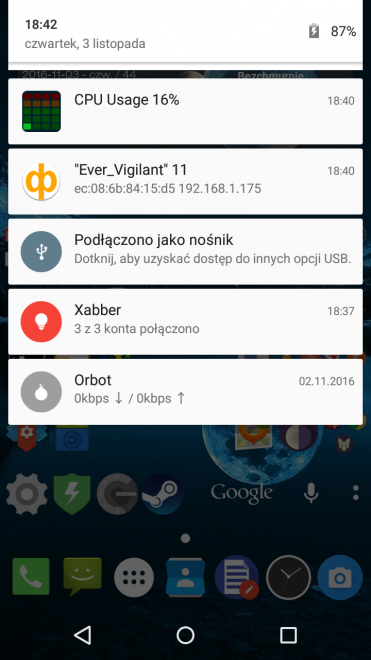 18:42
87%
czwartek, 3 listopada
2016-11-03 - czw. / 44
Bezchmurnie
CPU Usage 16%
18:40
"Ever_Vigilant" 11
18:40
ec:08:6b:84:15:d5 192.168.1.175
Podłączono jako nośnik
Dotknij, aby uzyskać dostęp do innych opcji USB.
Xabber
18:37
3 z 3 konta połączono
Orbot
02.11.2016
0kbps ↓ / 0kbps ↑
Google